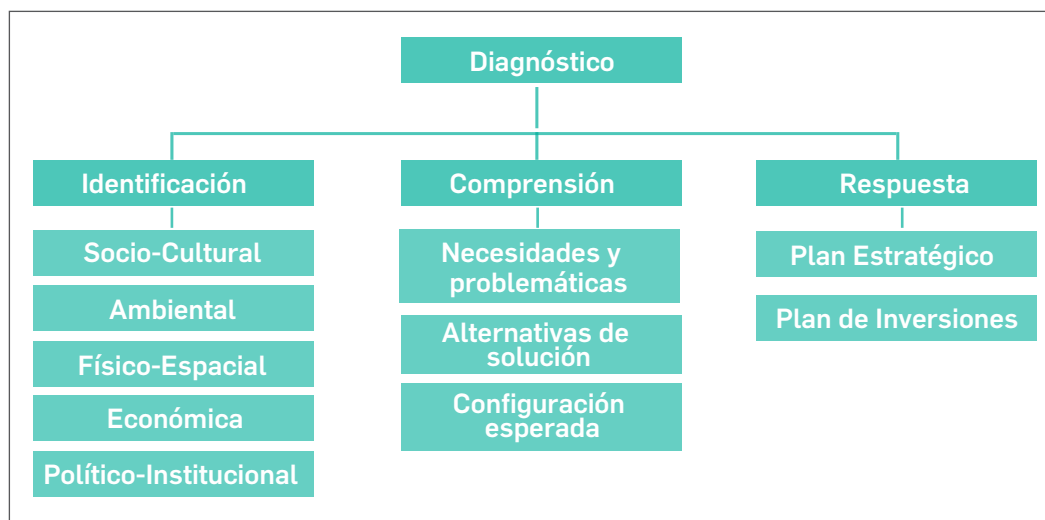 Diagnóstico
Identificación
Socio-Cultural
Ambiental
Físico-Espacial
Económica
Político-Institucional
Comprensión
Necesidades y
problemáticas
Alternativas de
solución
Configuración
esperada
Respuesta
Plan Estratégico
Plan de Inversiones